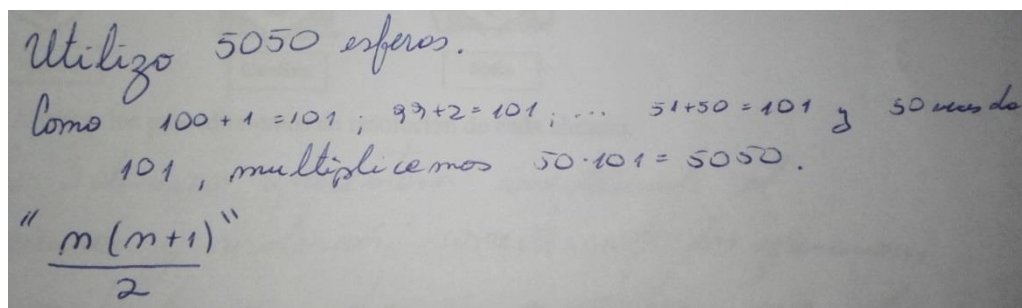 Utilizo 5050 esferas.
Como 100 + 1 = 101 ; 99 + 2 = 101 ; ... 51 + 50 = 101 y 50 veces da
101 , multiplicamos 50 · 101 = 5050 .
" n (n + 1) "
2